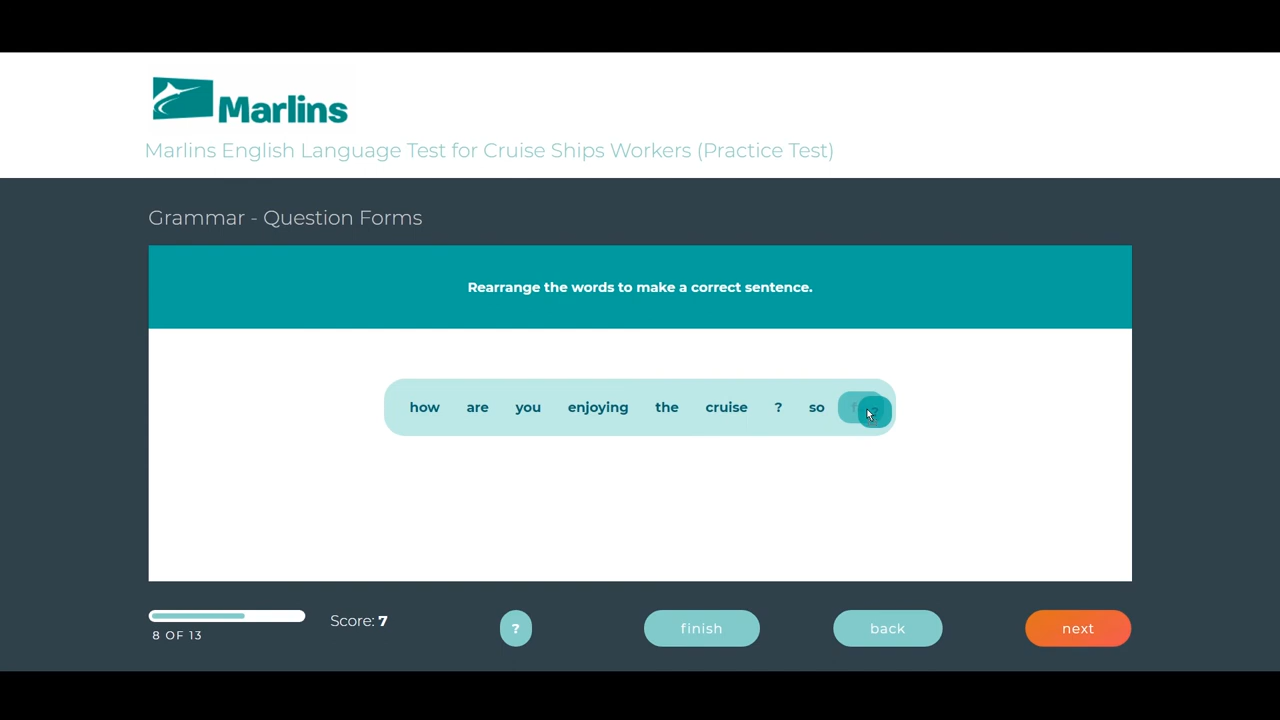 Marlins
Marlins English Language Test for Cruise Ships Workers (Practice Test)
Grammar - Question Forms
Rearrange the words to make a correct sentence.
how are you enjoying the cruise ? so
8 OF 13
Score: 7
?
finish
back
next